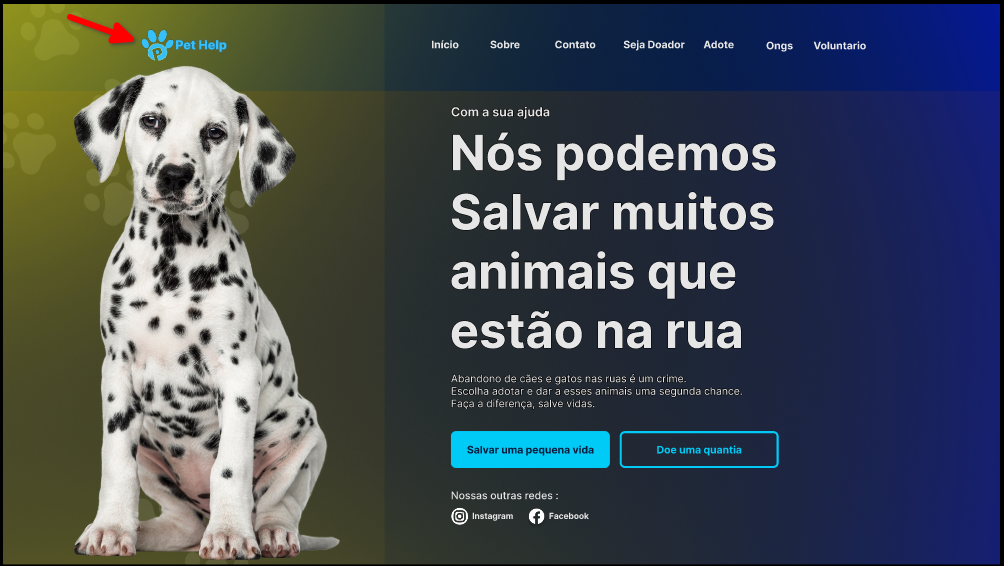 Pet Help
Início Sobre Contato Seja Doador Adote Ongs Voluntario
Com a sua ajuda
Nós podemos
Salvar muitos
animais que
estão na rua
Abandono de cães e gatos nas ruas é um crime.
Escolha adotar e dar a esses animais uma segunda chance.
Faça a diferença, salve vidas.
Salvar uma pequena vida Doe uma quantia
Nossas outras redes :
Instagram Facebook